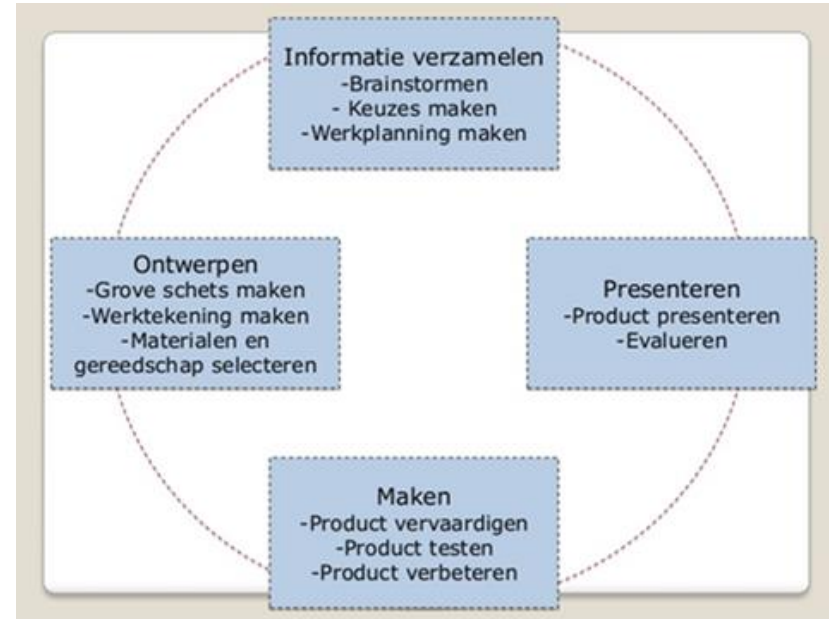 Informatie verzamelen
-Brainstormen
- Keuzes maken
-Werkplanning maken
Ontwerpen
-Grove schets maken
-Werktekening maken
-Materialen en
gereedschap selecteren
Presenteren
-Product presenteren
-Evalueren
Maken
-Product vervaardigen
-Product testen
-Product verbeteren